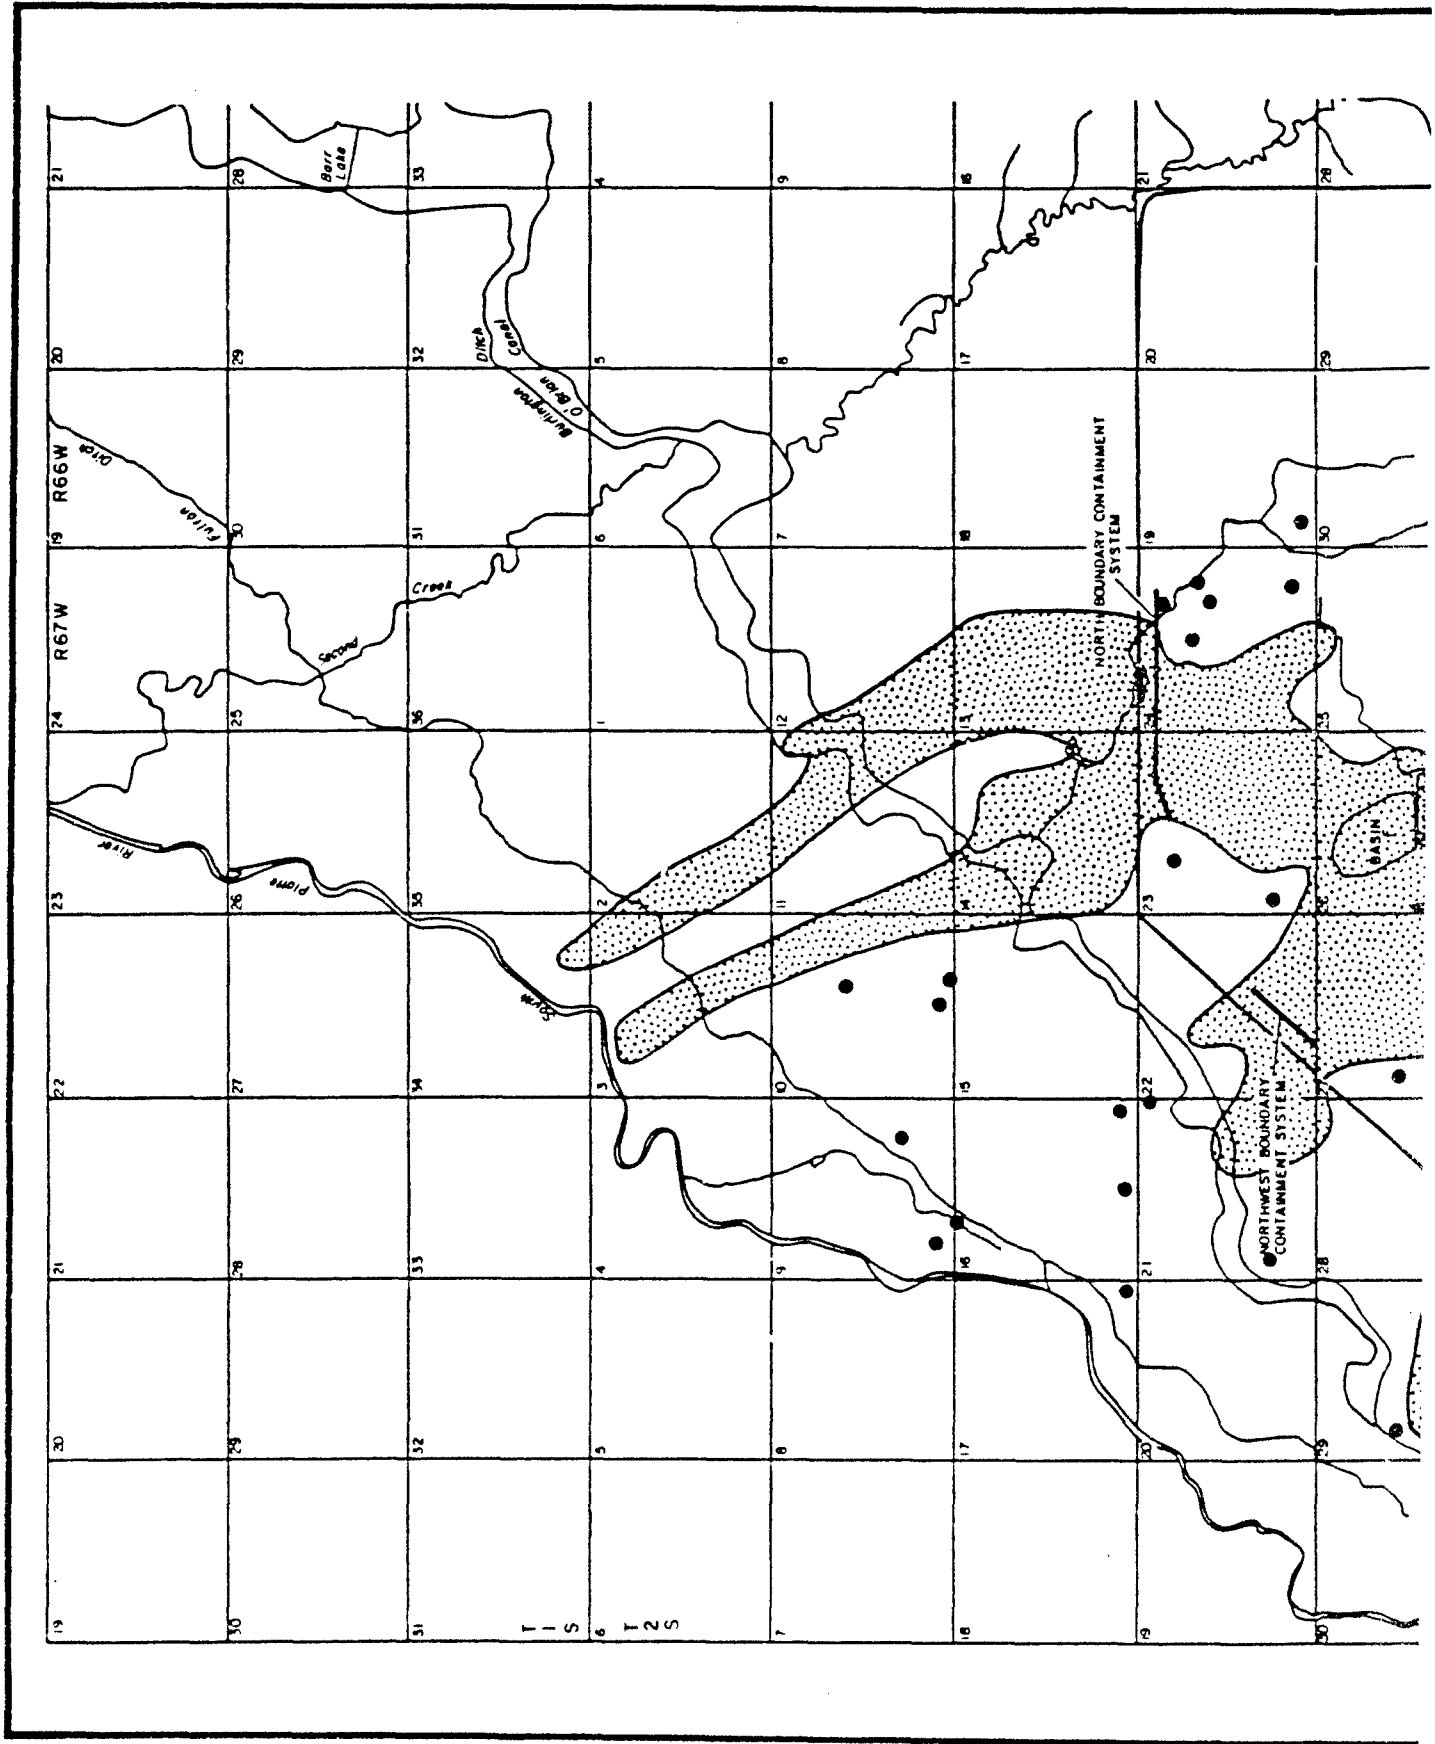 R67W R66W
19 20 21 22 23 24 19 20 21
River
Ditch
Fulton
30 29 28 27 26 25 30 29 28
Platte
Second
Creek
Barr
Lake
31 32 33 34 35 36 31 32 33
South
Burlington Ditch
O'Brian Canal
T 1 S
6 5 4 3 2 1 6 5 4
T 2 S
7 8 9 10 11 12 7 8 9
18 17 16 15 14 13 18 17 16
NORTH BOUNDARY CONTAINMENT
SYSTEM
19 20 21 22 23 24 19 20 21
NORTHWEST BOUNDARY
CONTAINMENT SYSTEM
30 29 28 26 25 30 29 28
BASIN
F